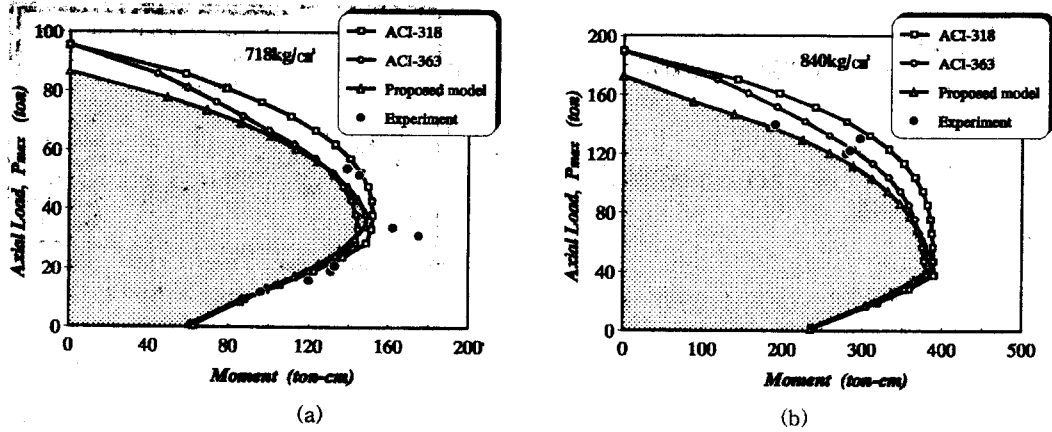 100
80
60
40
20
0
Axial Load, Pmax (ton)
718kg/㎠
ACI-318
ACI-363
Proposed model
Experiment
0
40
80
120
160
200
Moment (ton-cm)
(a)
200
160
120
80
40
0
Axial Load, Pmax (ton)
840kg/㎠
ACI-318
ACI-363
Proposed model
Experiment
0
100
200
300
400
500
Moment (ton-cm)
(b)